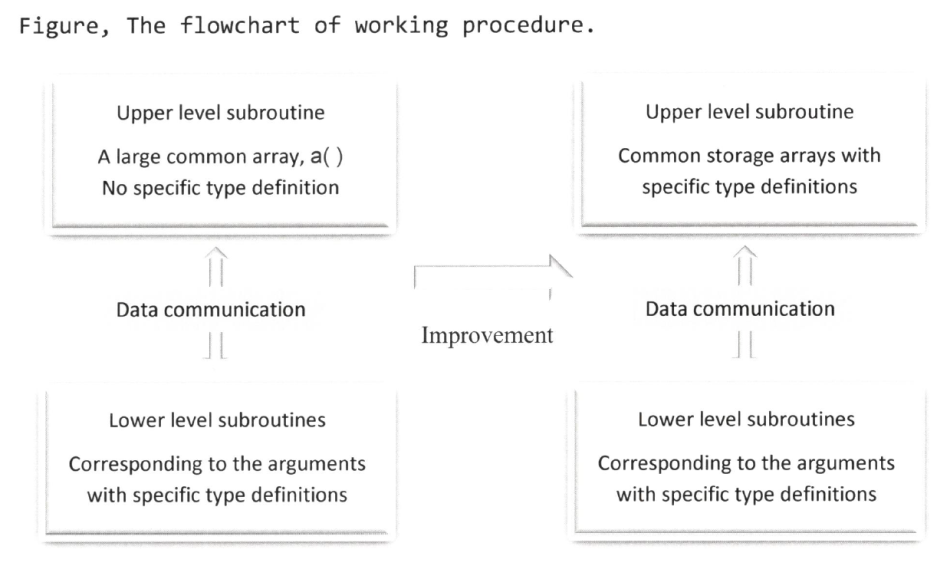 Figure, The flowchart of working procedure.
Upper level subroutine
A large common array, a( )
No specific type definition
Data communication
Lower level subroutines
Corresponding to the arguments
with specific type definitions
Improvement
Upper level subroutine
Common storage arrays with
specific type definitions
Data communication
Lower level subroutines
Corresponding to the arguments
with specific type definitions